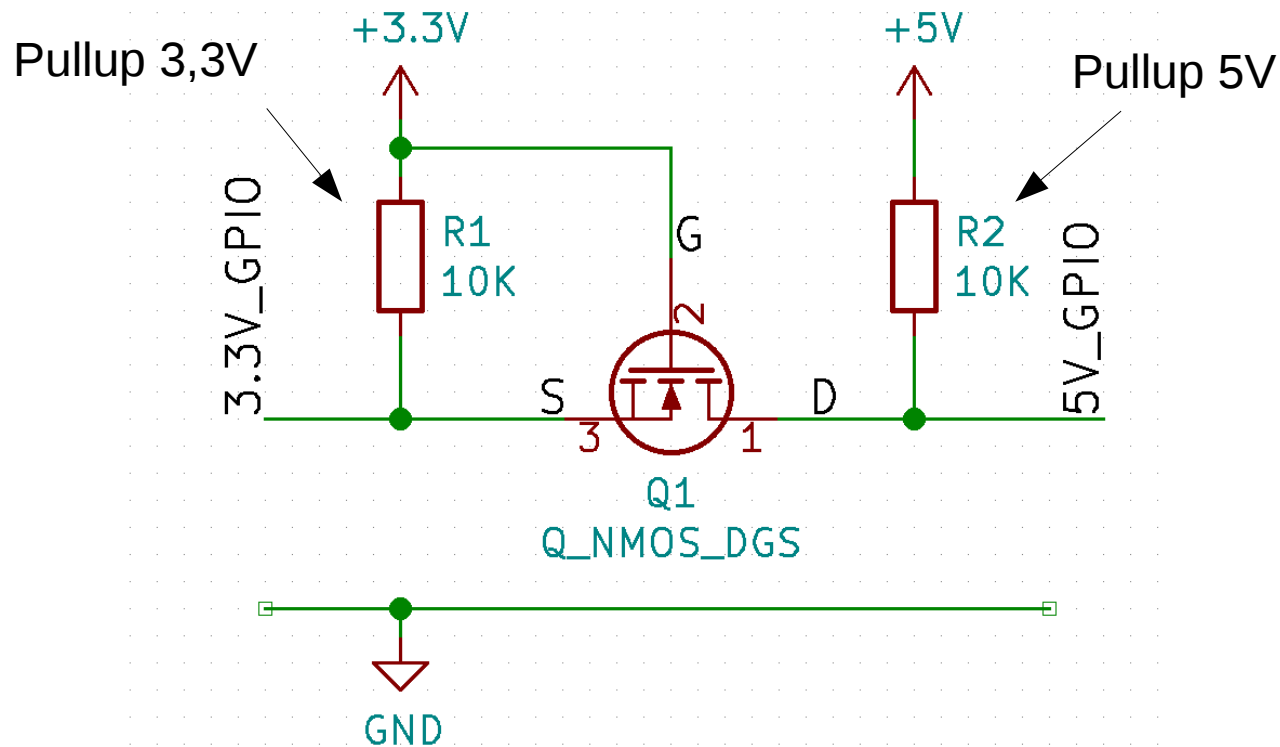 +3.3V
+5V
Pullup 3,3V
Pullup 5V
3.3V_GPIO
R1
10K
G
2
R2
10K
5V_GPIO
S
D
3
1
Q1
Q_NMOS_DGS
GND